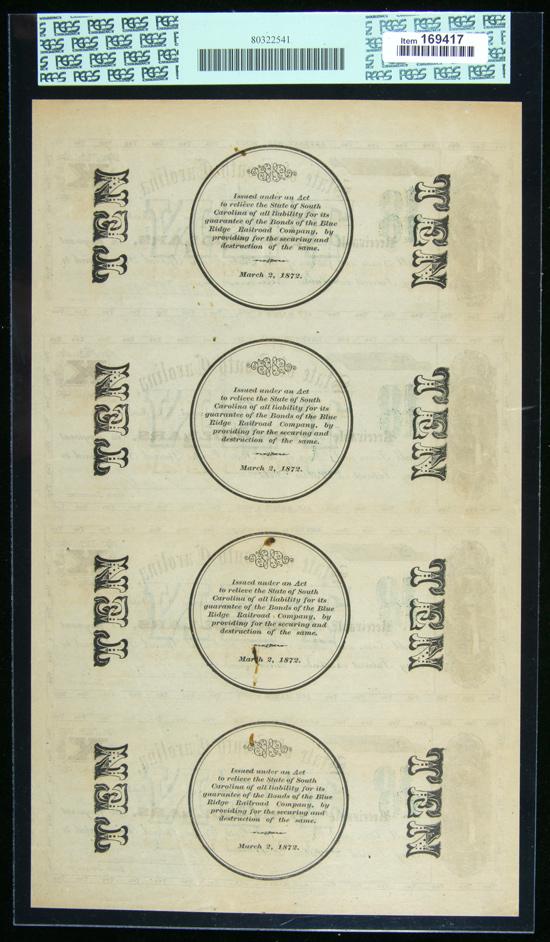 PCGS PCGS PCGS PCGS
80322541
Item 169417
TEN
Issued under an Act
to relieve the State of South
Carolina of all liability for its
guarantee of the Bonds of the Blue
Ridge Railroad Company, by
providing for the securing and
destruction of the same.
March 2, 1872.
TEN
TEN
Issued under an Act
to relieve the State of South
Carolina of all liability for its
guarantee of the Bonds of the Blue
Ridge Railroad Company, by
providing for the securing and
destruction of the same.
March 2, 1872.
TEN
TEN
Issued under an Act
to relieve the State of South
Carolina of all liability for its
guarantee of the Bonds of the Blue
Ridge Railroad Company, by
providing for the securing and
destruction of the same.
March 2, 1872.
TEN
TEN
Issued under an Act
to relieve the State of South
Carolina of all liability for its
guarantee of the Bonds of the Blue
Ridge Railroad Company, by
providing for the securing and
destruction of the same.
March 2, 1872.
TEN